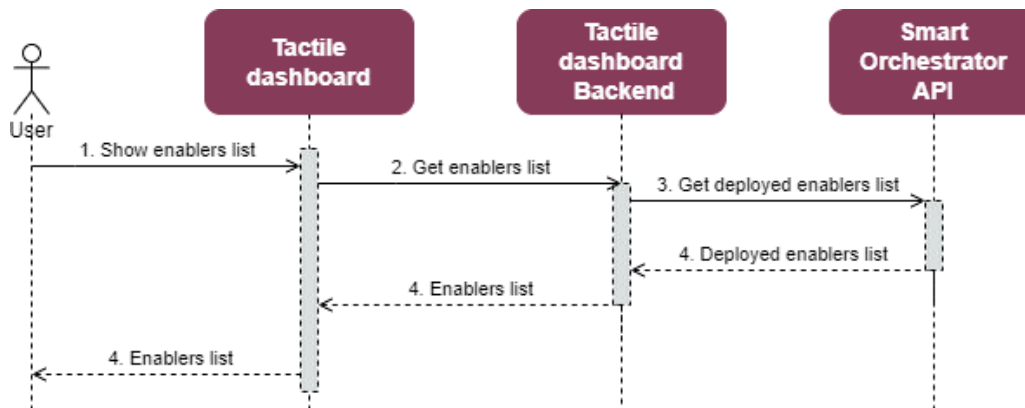 Tactile
dashboard
Tactile
dashboard
Backend
Smart
Orchestrator
API
User
1. Show enablers list
2. Get enablers list
3. Get deployed enablers list
4. Deployed enablers list
4. Enablers list
4. Enablers list